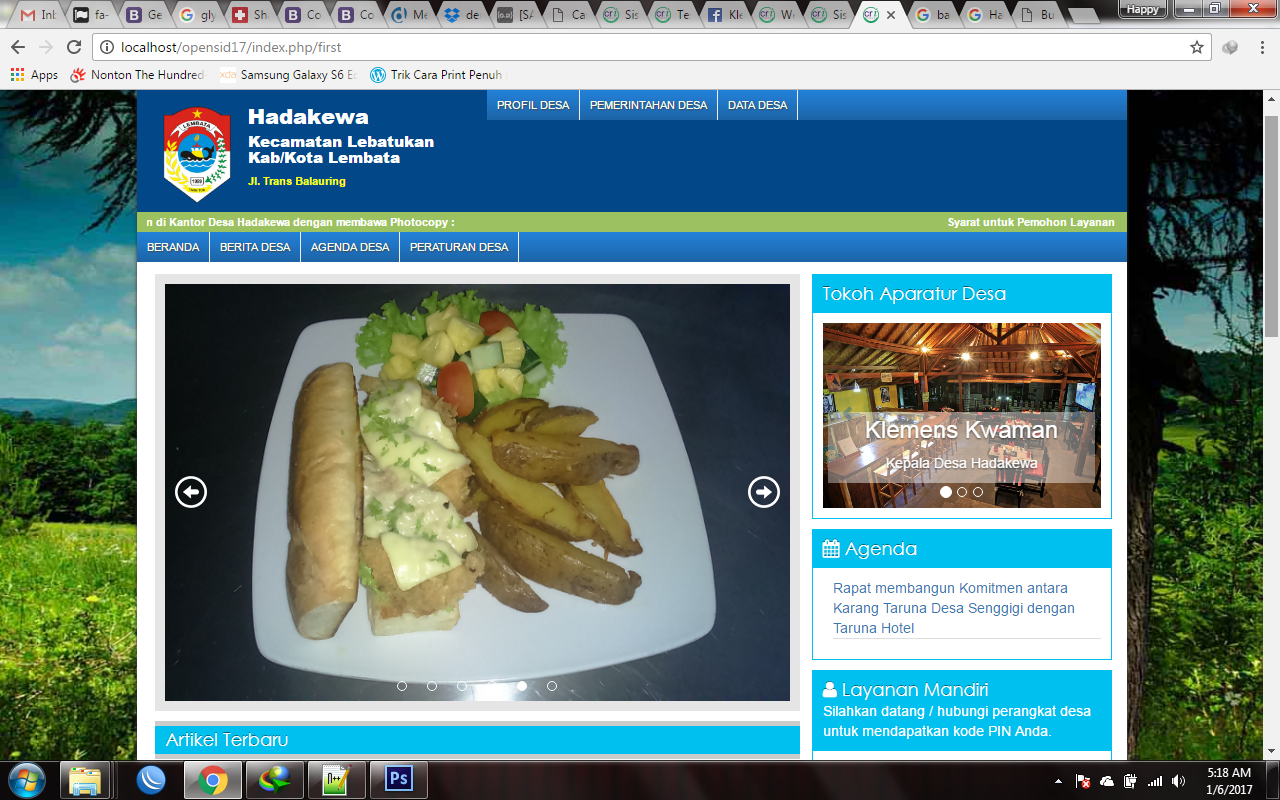 Inb
fa-
Ge
gly
Sh
Co
Co
Me
de
[SA
Ca
Sis
Te
Kle
We
Sis
ba
Ha
Bu
Happy
localhost/opensid17/index.php/first
Apps
Nonton The Hundred
xda
Samsung Galaxy S6 Ed
Trik Cara Print Penuh
LEMBATA
1999
Hadakewa
Kecamatan Lebatukan
Kab/Kota Lembata
Jl. Trans Balauring
PROFIL DESA
PEMERINTAHAN DESA
DATA DESA
n di Kantor Desa Hadakewa dengan membawa Photocopy :
Syarat untuk Pemohon Layanan
BERANDA
BERITA DESA
AGENDA DESA
PERATURAN DESA
Artikel Terbaru
Tokoh Aparatur Desa
Klemens Kwaman
Kepala Desa Hadakewa
Agenda
Rapat membangun Komitmen antara
Karang Taruna Desa Senggigi dengan
Taruna Hotel
Layanan Mandiri
Silahkan datang / hubungi perangkat desa
untuk mendapatkan kode PIN Anda.
Ps
5:18 AM
1/6/2017